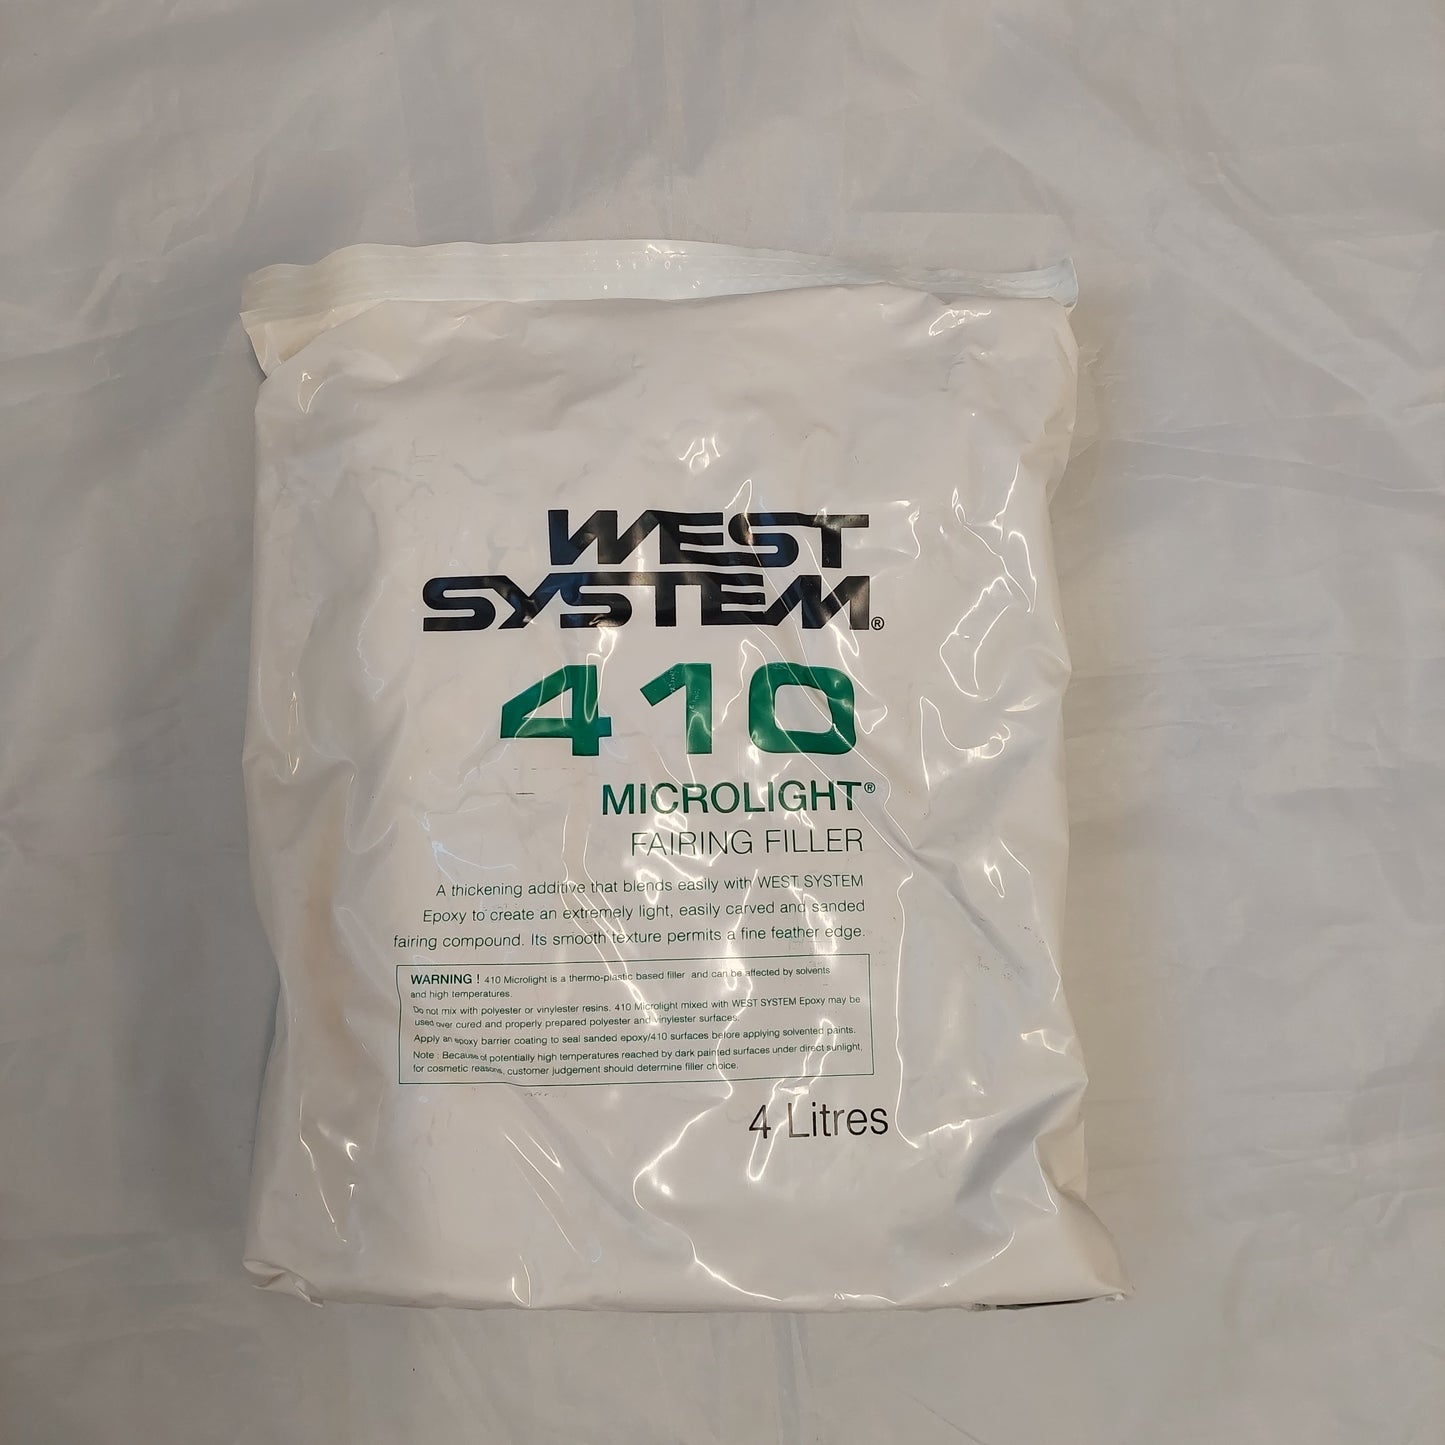 WEST
SYSTEM®
410
MICROLIGHT®
FAIRING FILLER
A thickening additive that blends easily with WEST SYSTEM
Epoxy to create an extremely light, easily carved and sanded
fairing compound. Its smooth texture permits a fine feather edge.
WARNING ! 410 Microlight is a thermo-plastic based filler and can be affected by solvents
and high temperatures.
Do not mix with polyester or vinylester resins. 410 Microlight mixed with WEST SYSTEM Epoxy may be
used over cured and properly prepared polyester and vinylester surfaces.
Apply an epoxy barrier coating to seal sanded epoxy/410 surfaces before applying solvented paints.
Note : Because of potentially high temperatures reached by dark painted surfaces under direct sunlight,
for cosmetic reasons, customer judgement should determine filler choice.
4 Litres